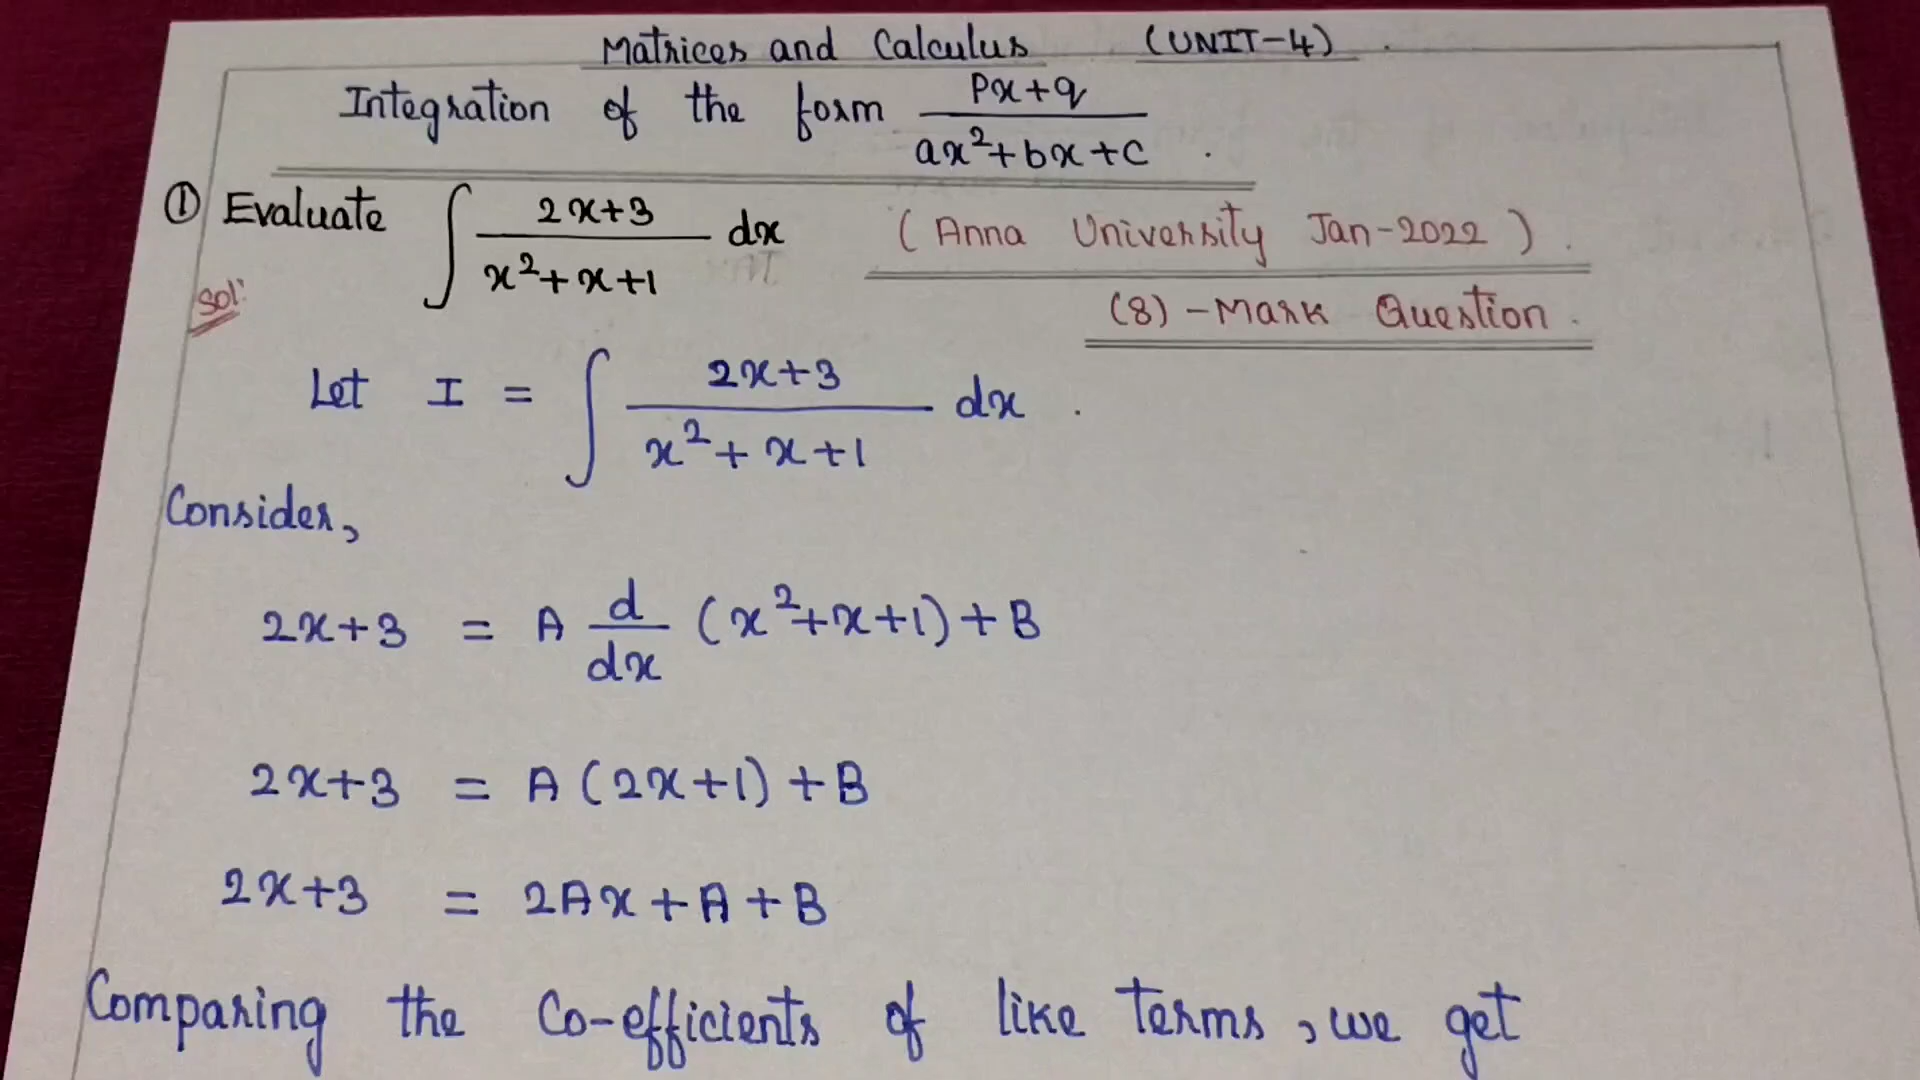 Matrices and Calculus (UNIT-4).
Integration of the form Px+q / ax²+bx+c.
① Evaluate ∫ 2x+3 / x²+x+1 dx (Anna University Jan-2022).
Sol: (8)-Mark Question.
Let I = ∫ 2x+3 / x²+x+1 dx.
Consider,
2x+3 = A d/dx (x²+x+1)+B
2x+3 = A(2x+1)+B
2x+3 = 2Ax+A+B
Comparing the Co-efficients of like terms, we get